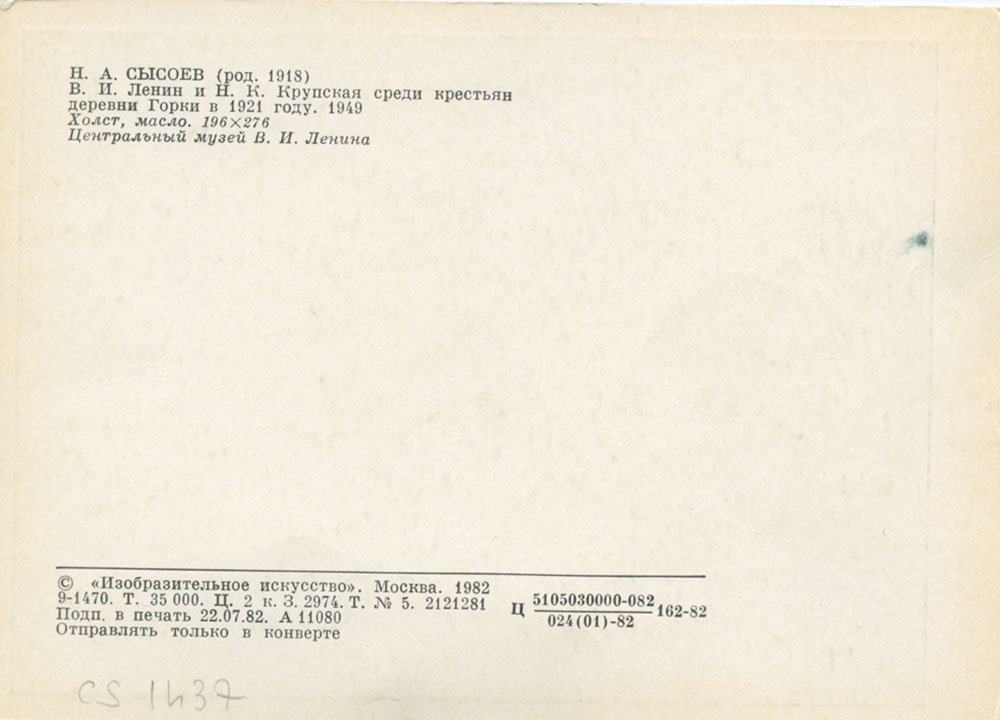 Н. А. СЫСОЕВ (род. 1918)
В. И. Ленин и Н. К. Крупская среди крестьян
деревни Горки в 1921 году. 1949
Холст, масло. 196×276
Центральный музей В. И. Ленина
© «Изобразительное искусство». Москва. 1982
9-1470. Т. 35 000. Ц. 2 к. З. 2974. Т. № 5. 2121281
Подп. в печать 22.07.82. А 11080
Отправлять только в конверте
Ц 5105030000-082
024(01)-82
162-82
CS 1437